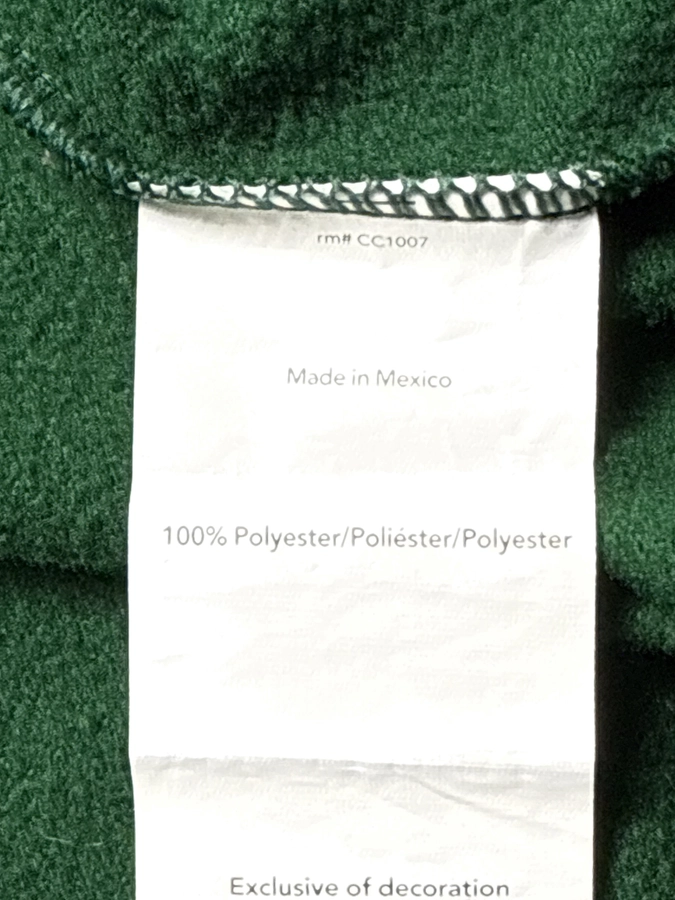 rm# CC1007
Made in Mexico
100% Polyester/Poliéster/Polyester
Exclusive of decoration